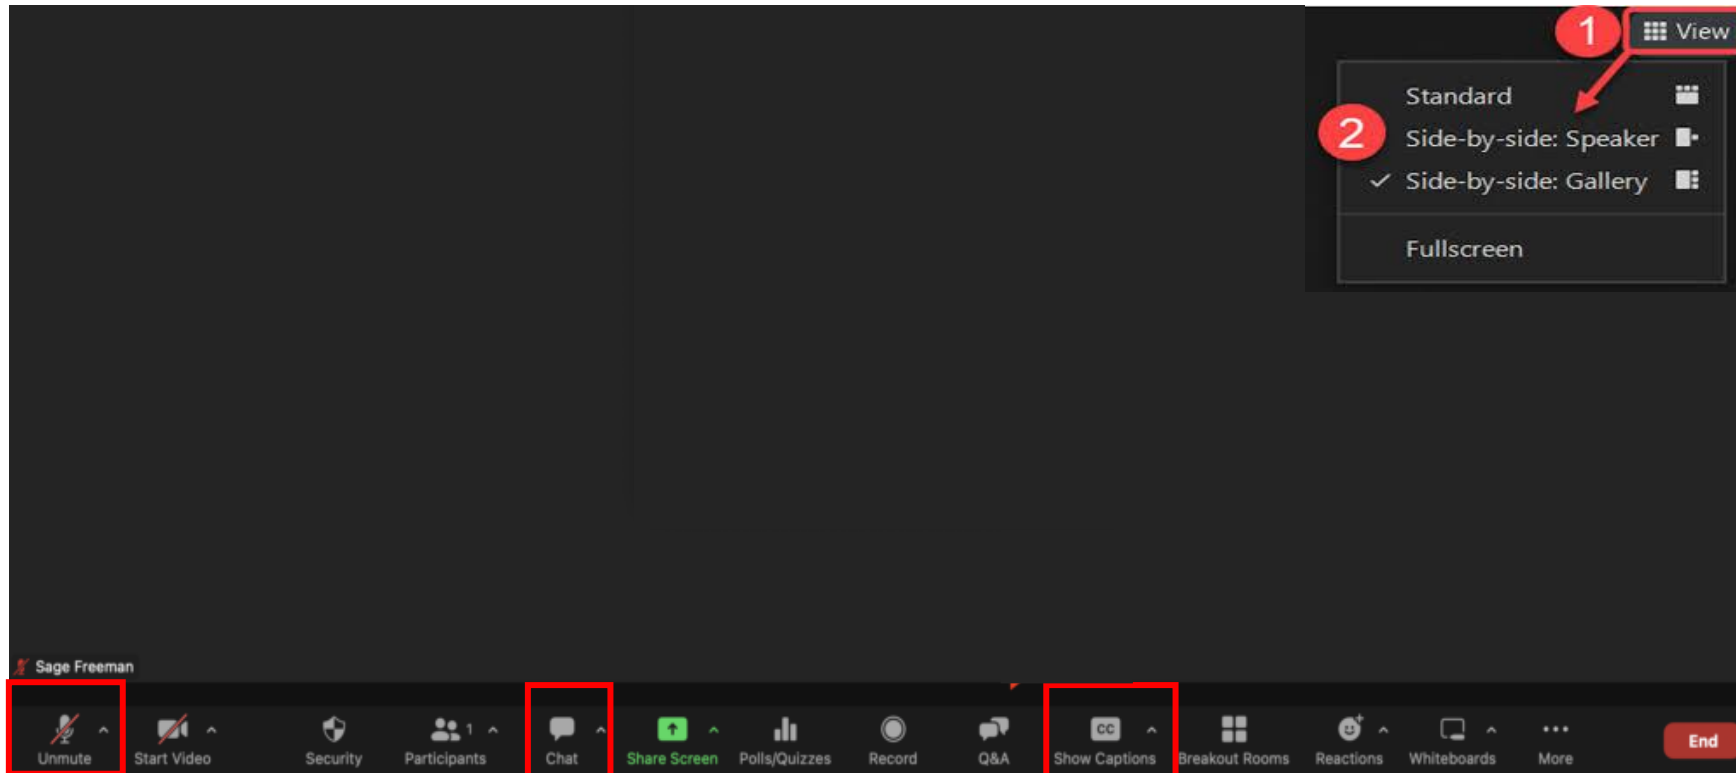 1
View
Standard
2
Side-by-side: Speaker
Side-by-side: Gallery
Fullscreen
Sage Freeman
1
CC
Unmute
Start Video
Security
Participants
Chat
Share Screen
Polls/Quizzes
Record
Q&A
Show Captions
Breakout Rooms
Reactions
Whiteboards
More
End